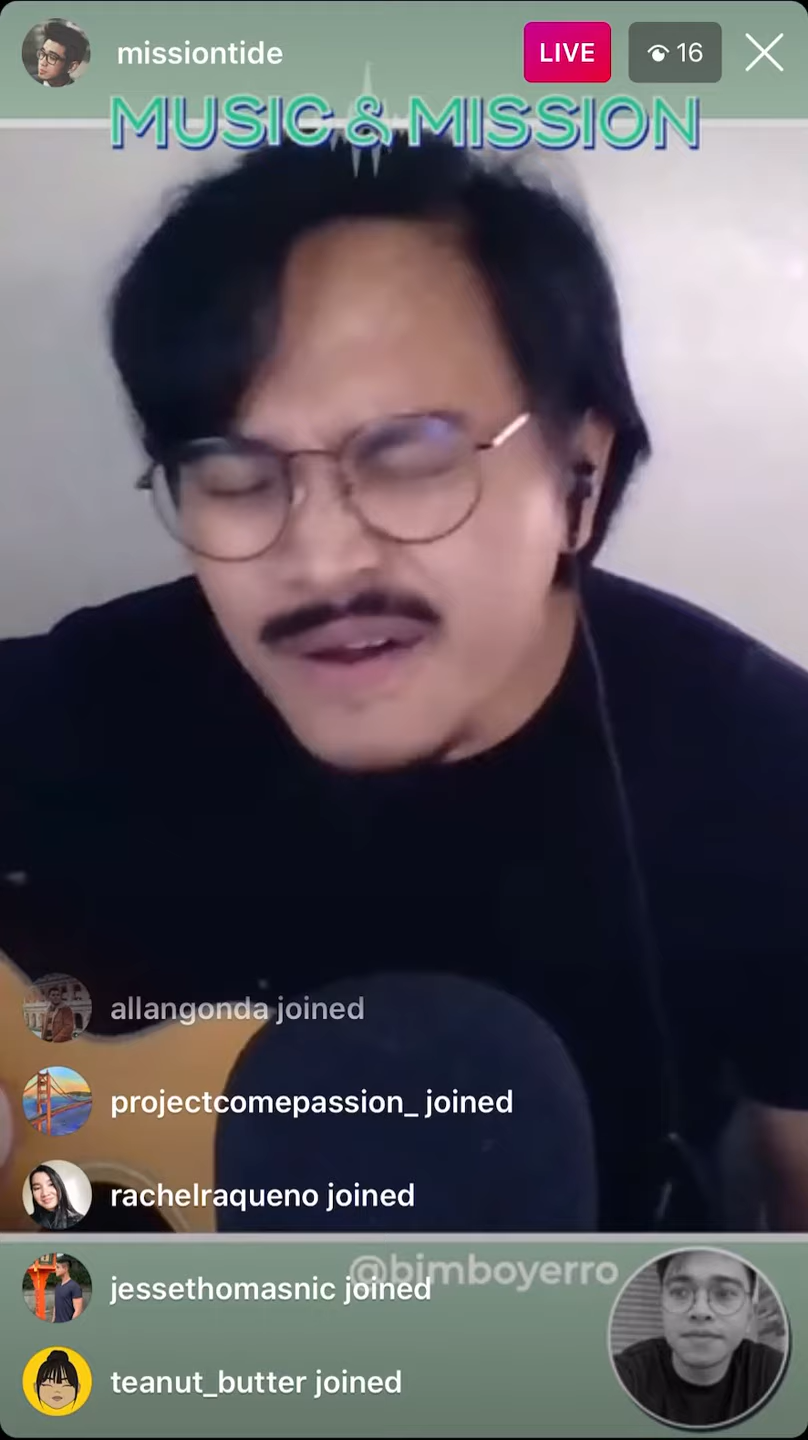 missiontide
LIVE
16
MUSIC & MISSION
allangonda joined
projectcomepassion_ joined
rachelraqueno joined
@bimboyerro
jessethomasnic joined
teanut_butter joined